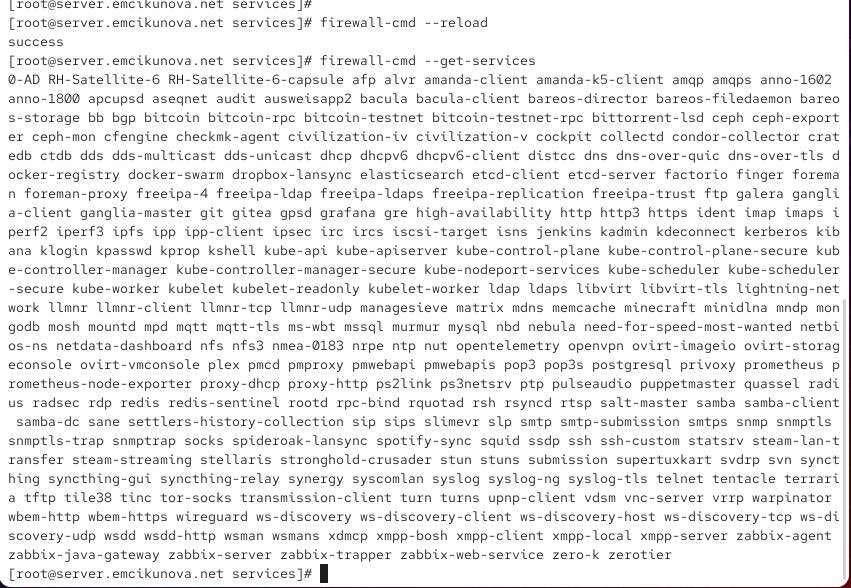 [root@server.emcikunova.net services]#
[root@server.emcikunova.net services]# firewall-cmd --reload
success
[root@server.emcikunova.net services]# firewall-cmd --get-services
0-AD RH-Satellite-6 RH-Satellite-6-capsule afp alvr amanda-client amanda-k5-client amqp amqps anno-1602
anno-1800 apcupsd aseqnet audit ausweisapp2 bacula bacula-client bareos-director bareos-filedaemon bareo
s-storage bb bgp bitcoin bitcoin-rpc bitcoin-testnet bitcoin-testnet-rpc bittorrent-lsd ceph ceph-export
er ceph-mon cfengine checkmk-agent civilization-iv civilization-v cockpit collectd condor-collector crat
edb ctdb dds dds-multicast dds-unicast dhcp dhcpv6 dhcpv6-client distcc dns dns-over-quic dns-over-tls d
ocker-registry docker-swarm dropbox-lansync elasticsearch etcd-client etcd-server factorio finger forema
n foreman-proxy freeipa-4 freeipa-ldap freeipa-ldaps freeipa-replication freeipa-trust ftp galera gangli
a-client ganglia-master git gitea gpsd grafana gre high-availability http http3 https ident imap imaps i
perf2 iperf3 ipfs ipp ipp-client ipsec irc ircs iscsi-target isns jenkins kadmin kdeconnect kerberos kib
ana klogin kpasswd kprop kshell kube-api kube-apiserver kube-control-plane kube-control-plane-secure kub
e-controller-manager kube-controller-manager-secure kube-nodeport-services kube-scheduler kube-scheduler
-secure kube-worker kubelet kubelet-readonly kubelet-worker ldap ldaps libvirt libvirt-tls lightning-net
work llmnr llmnr-client llmnr-tcp llmnr-udp managesieve matrix mdns memcache minecraft minidlna mndp mon
godb mosh mountd mpd mqtt mqtt-tls ms-wbt mssql murmur mysql nbd nebula need-for-speed-most-wanted netbi
os-ns netdata-dashboard nfs nfs3 nmea-0183 nrpe ntp nut opentelemetry openvpn ovirt-imageio ovirt-storag
econsole ovirt-vmconsole plex pmcd pmproxy pmwebapi pmwebapis pop3 pop3s postgresql privoxy prometheus p
rometheus-node-exporter proxy-dhcp proxy-http ps2link ps3netsrv ptp pulseaudio puppetmaster quassel radi
us radsec rdp redis redis-sentinel rootd rpc-bind rquotad rsh rsyncd rtsp salt-master samba samba-client
samba-dc sane settlers-history-collection sip sips slimevr slp smtp smtp-submission smtps snmp snmptls
snmptls-trap snmptrap socks spideroak-lansync spotify-sync squid ssdp ssh ssh-custom statsrv steam-lan-t
ransfer steam-streaming stellaris stronghold-crusader stun stuns submission supertuxkart svdrp svn synct
hing syncthing-gui syncthing-relay synergy syscomlan syslog syslog-ng syslog-tls telnet tentacle terrari
a tftp tile38 tinc tor-socks transmission-client turn turns upnp-client vdsm vnc-server vrrp warpinator
wbem-http wbem-https wireguard ws-discovery ws-discovery-client ws-discovery-host ws-discovery-tcp ws-di
scovery-udp wsdd wsdd-http wsman wsmans xdmcp xmpp-bosh xmpp-client xmpp-local xmpp-server zabbix-agent
zabbix-java-gateway zabbix-server zabbix-trapper zabbix-web-service zero-k zerotier
[root@server.emcikunova.net services]#